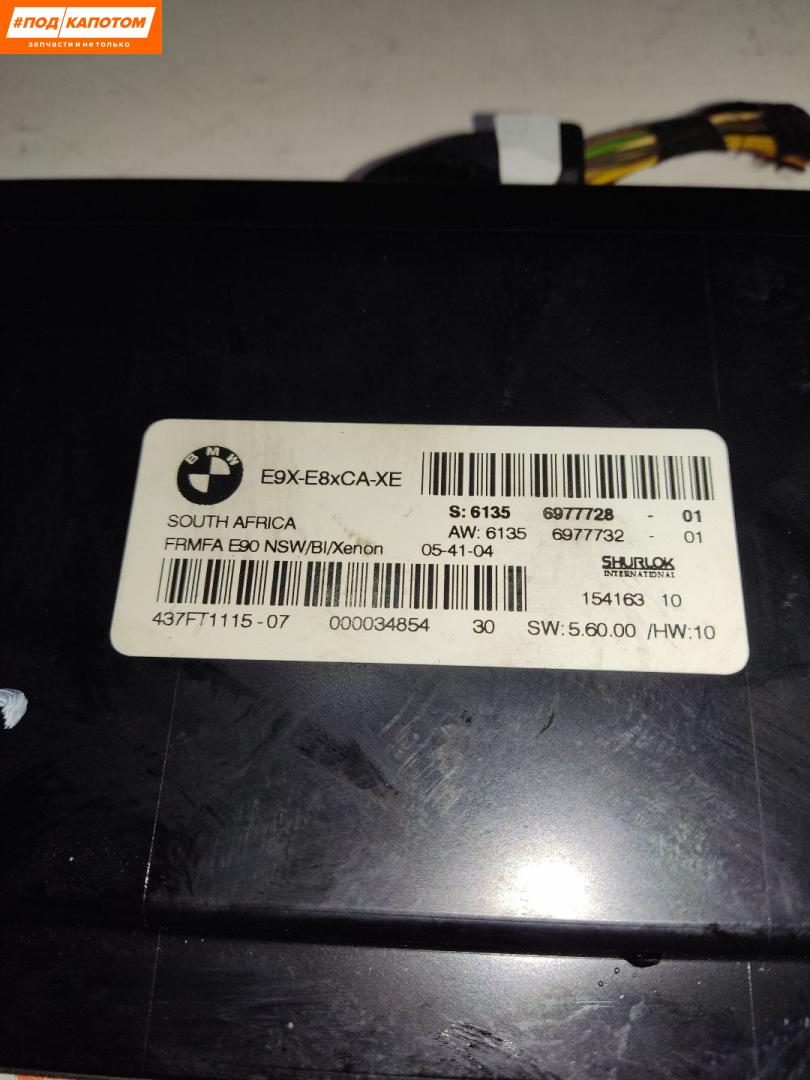 #ПОД КАПОТОМ
запчасти и не только
BMW
E9X-E8xCA-XE
S: 6135 6977728 - 01
SOUTH AFRICA
AW: 6135 6977732 - 01
FRMFA E90 NSW/BI/Xenon 05-41-04
SHURLOK
INTERNATIONAL
154163 10
437FT1115-07 000034854 30 SW: 5.60.00 /HW:10